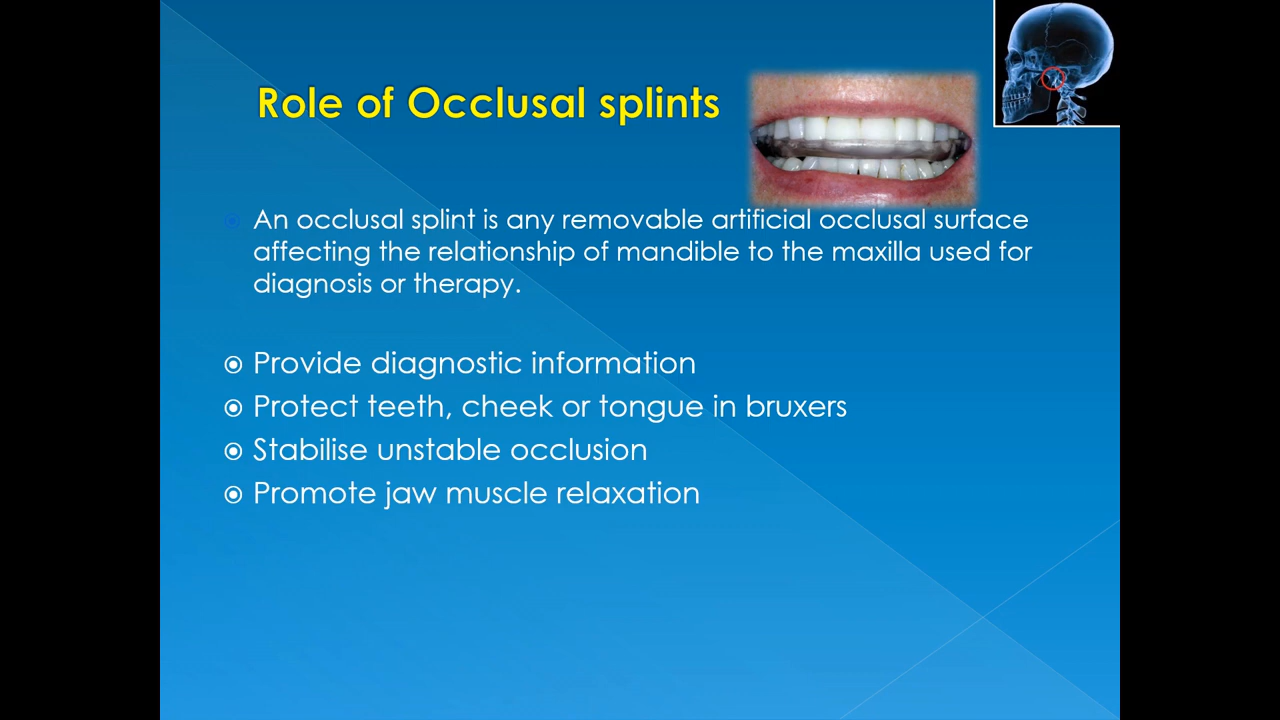 Role of Occlusal splints
An occlusal splint is any removable artificial occlusal surface
affecting the relationship of mandible to the maxilla used for
diagnosis or therapy.
Provide diagnostic information
Protect teeth, cheek or tongue in bruxers
Stabilise unstable occlusion
Promote jaw muscle relaxation